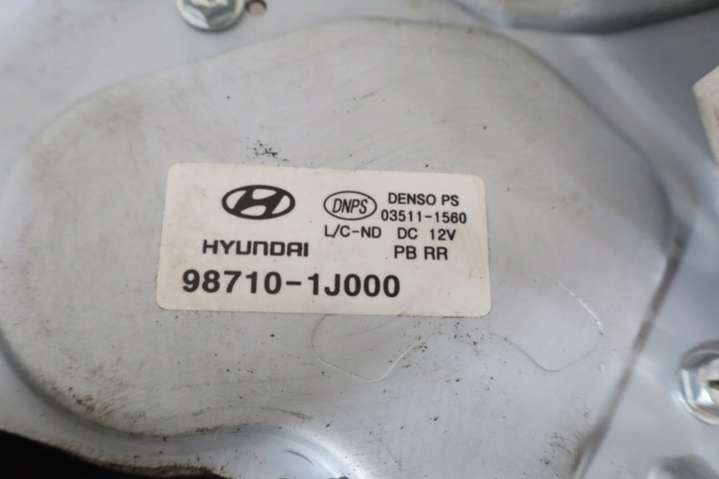 DNPS DENSO PS
03511-1560
L/C-ND DC 12V
HYUNDAI PB RR
98710-1J000